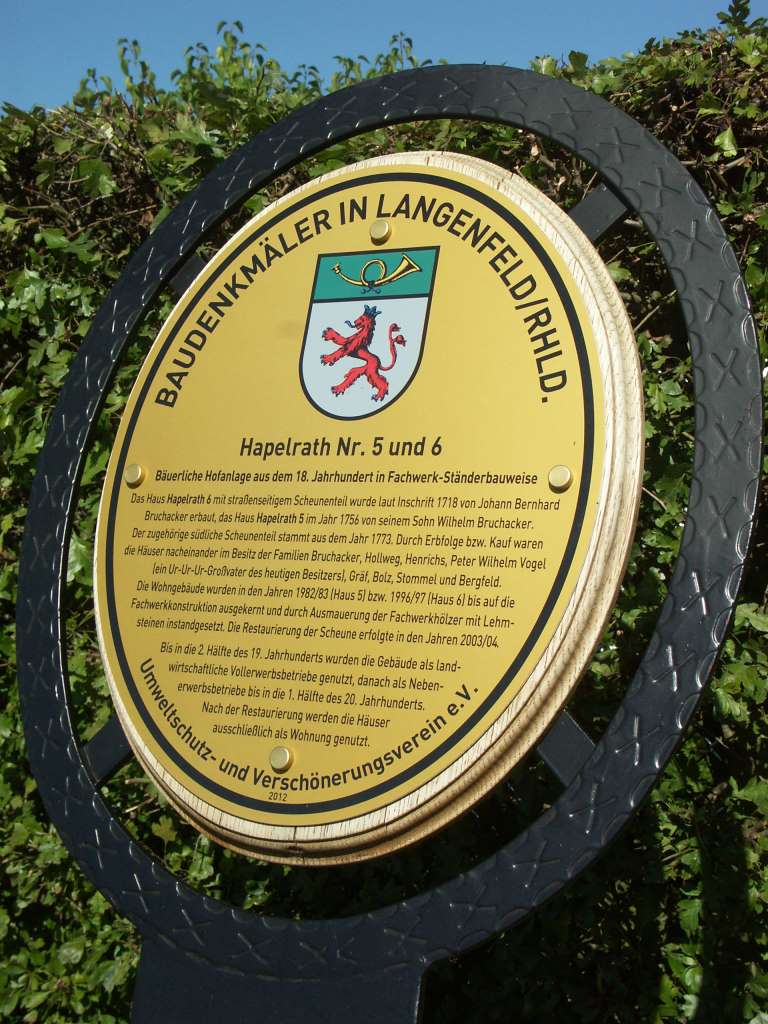 BAUDENKMÄLER IN LANGENFELD/RHLD.
Hapelrath Nr. 5 und 6
Bäuerliche Hofanlage aus dem 18. Jahrhundert in Fachwerk-Ständerbauweise
Das Haus Hapelrath 6 mit straßenseitigem Scheunenteil wurde laut Inschrift 1718 von Johann Bernhard
Bruchacker erbaut, das Haus Hapelrath 5 im Jahr 1756 von seinem Sohn Wilhelm Bruchacker.
Der zugehörige südliche Scheunenteil stammt aus dem Jahr 1773. Durch Erbfolge bzw. Kauf waren
die Häuser nacheinander im Besitz der Familien Bruchacker, Hollweg, Henrichs, Peter Wilhelm Vogel
(ein Ur-Ur-Ur-Großvater des heutigen Besitzers), Gräf, Bolz, Stommel und Bergfeld.
Die Wohngebäude wurden in den Jahren 1982/83 (Haus 5) bzw. 1996/97 (Haus 6) bis auf die
Fachwerkkonstruktion ausgekernt und durch Ausmauerung der Fachwerkhölzer mit Lehm-
steinen instandgesetzt. Die Restaurierung der Scheune erfolgte in den Jahren 2003/04.
Bis in die 2. Hälfte des 19. Jahrhunderts wurden die Gebäude als land-
wirtschaftliche Vollerwerbsbetriebe genutzt, danach als Neben-
erwerbsbetriebe bis in die 1. Hälfte des 20. Jahrhunderts.
Nach der Restaurierung werden die Häuser
ausschließlich als Wohnung genutzt.
Umweltschutz- und Verschönerungsverein e.V.
2012